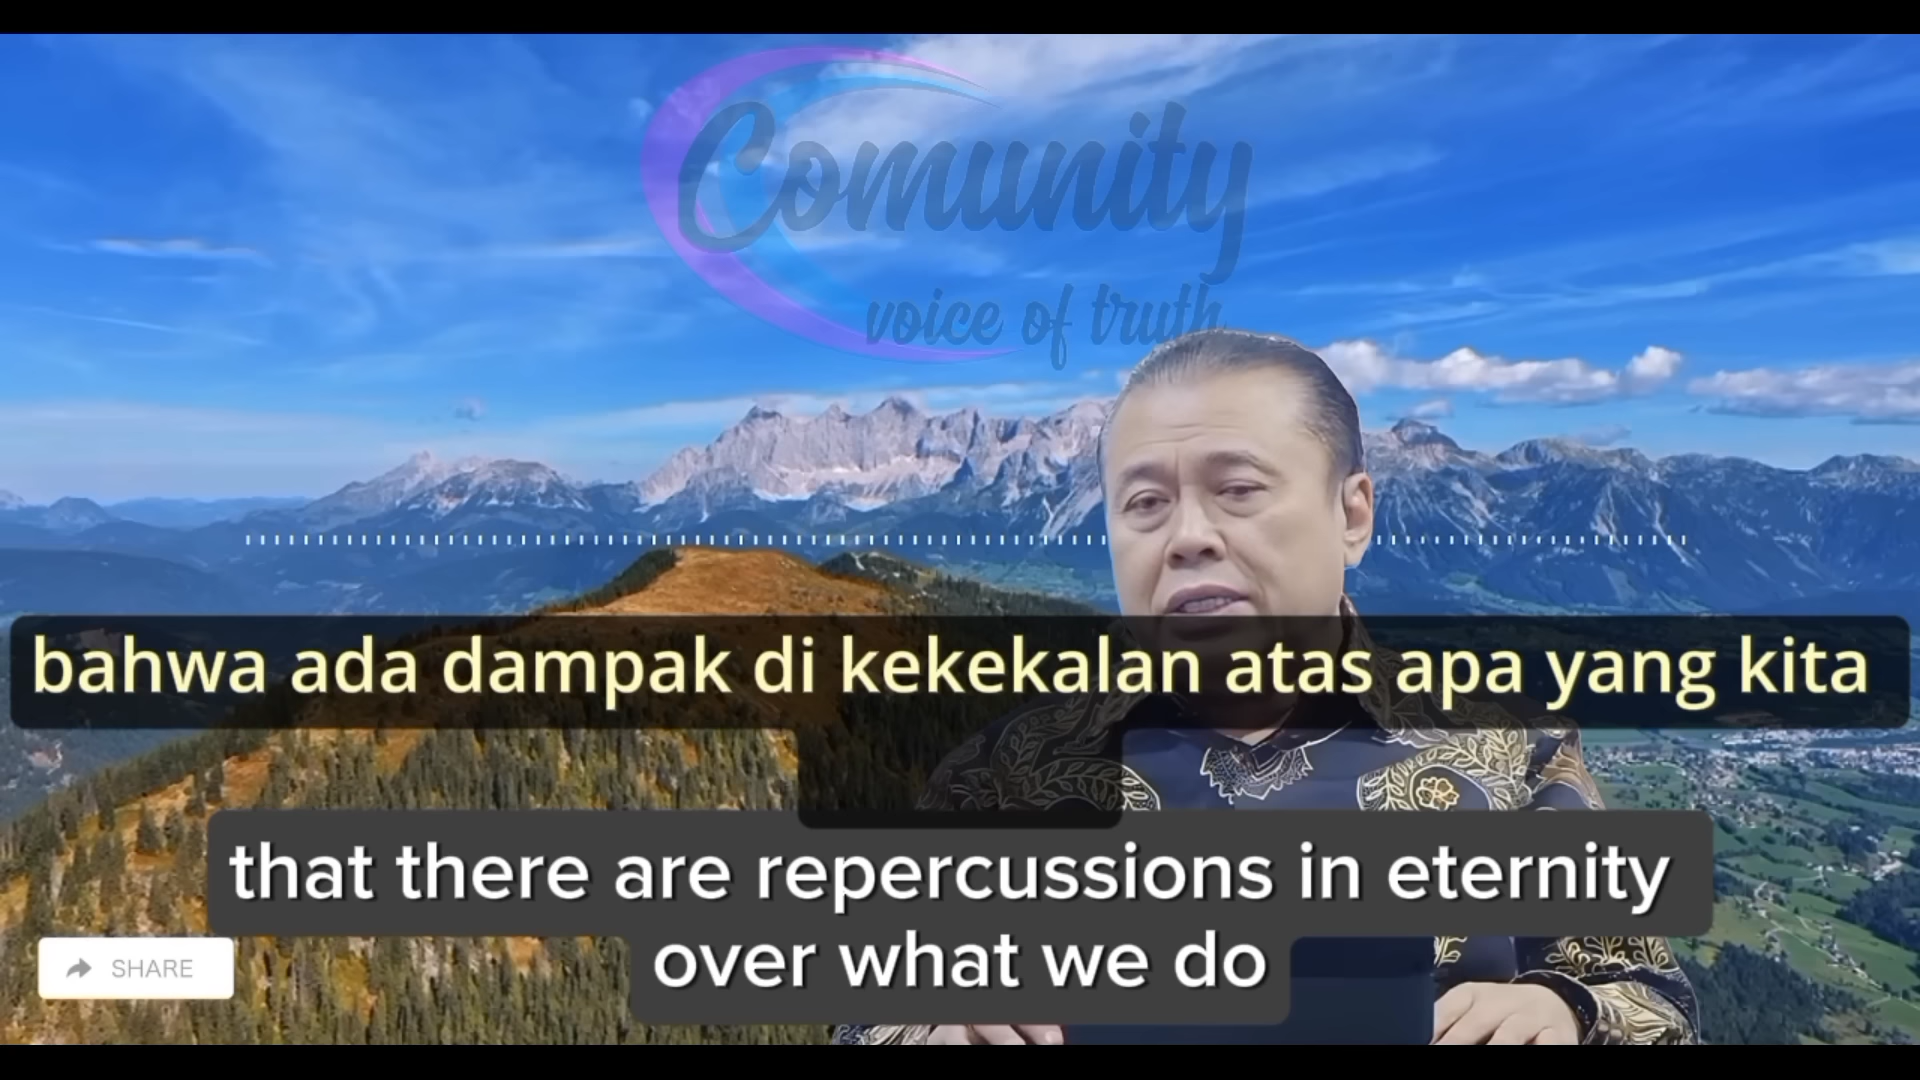 Comunity
voice of truth
bahwa ada dampak di kekekalan atas apa yang kita
that there are repercussions in eternity
over what we do
SHARE